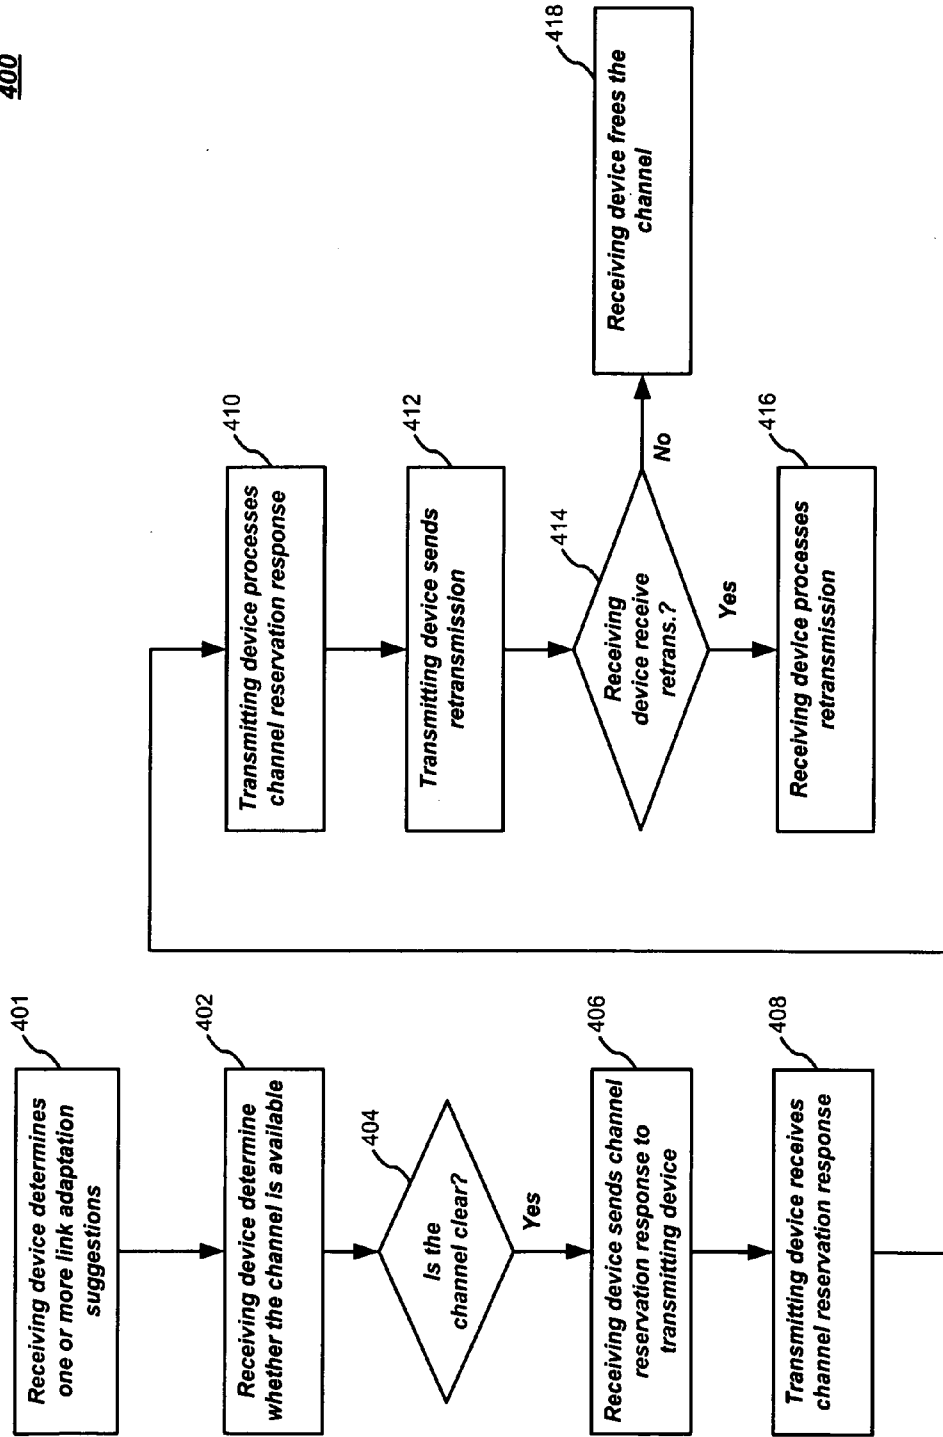 400
401
Receiving device determines
one or more link adaptation
suggestions
402
Receiving device determine
whether the channel is available
404
Is the
channel clear?
Yes
406
Receiving device sends channel
reservation response to
transmitting device
408
Transmitting device receives
channel reservation response
410
Transmitting device processes
channel reservation response
412
Transmitting device sends
retransmission
414
Receiving
device receive
retrans.?
No
Yes
416
Receiving device processes
retransmission
418
Receiving device frees the
channel